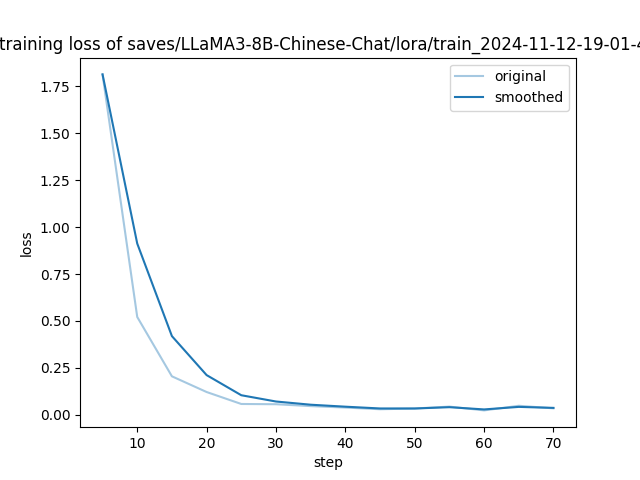 training loss of saves/LLaMA3-8B-Chinese-Chat/lora/train_2024-11-12-19-01-4
original
smoothed
1.75
1.50
1.25
1.00
0.75
0.50
0.25
0.00
loss
10 20 30 40 50 60 70
step